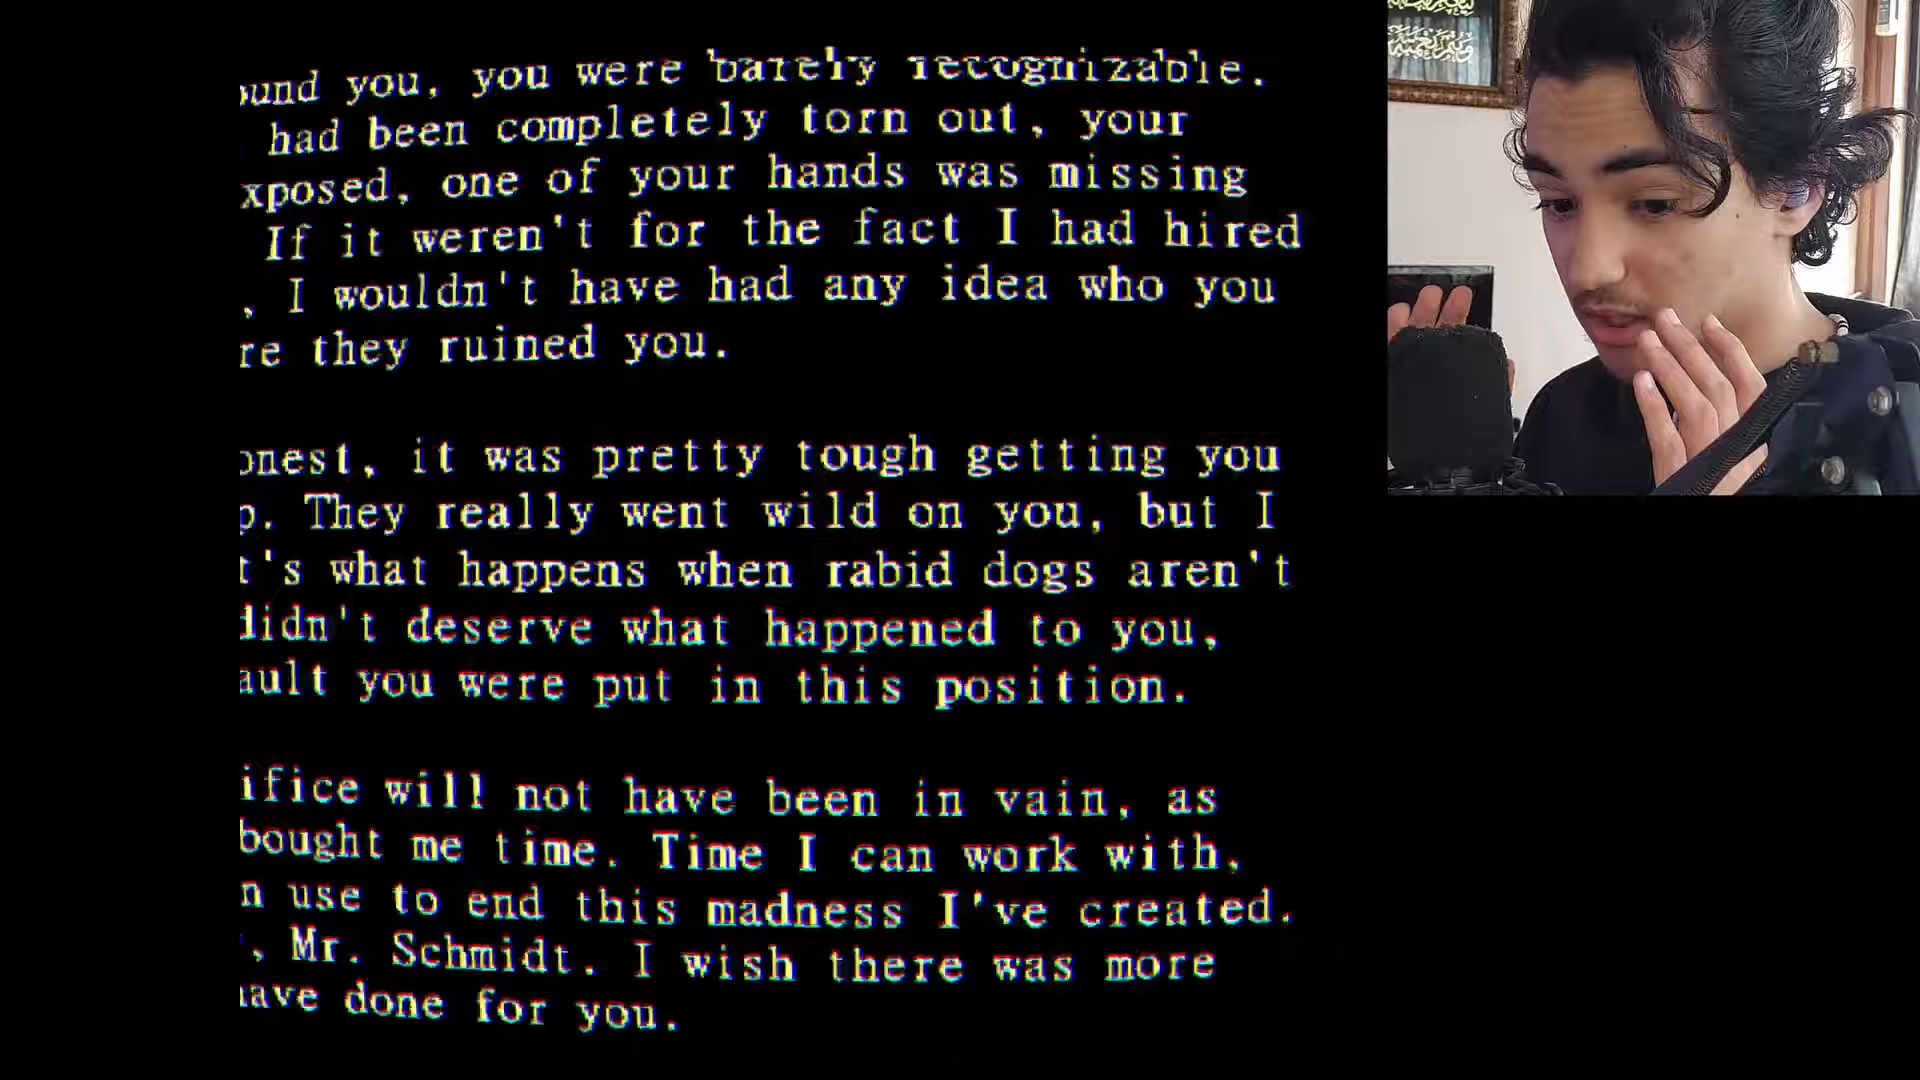 ound you, you were barely recognizable.
had been completely torn out, your
xposed, one of your hands was missing
If it weren't for the fact I had hired
, I wouldn't have had any idea who you
re they ruined you.
onest, it was pretty tough getting you
p. They really went wild on you, but I
t's what happens when rabid dogs aren't
didn't deserve what happened to you,
ault you were put in this position.
ifice will not have been in vain, as
bought me time. Time I can work with,
n use to end this madness I've created.
, Mr. Schmidt. I wish there was more
have done for you.